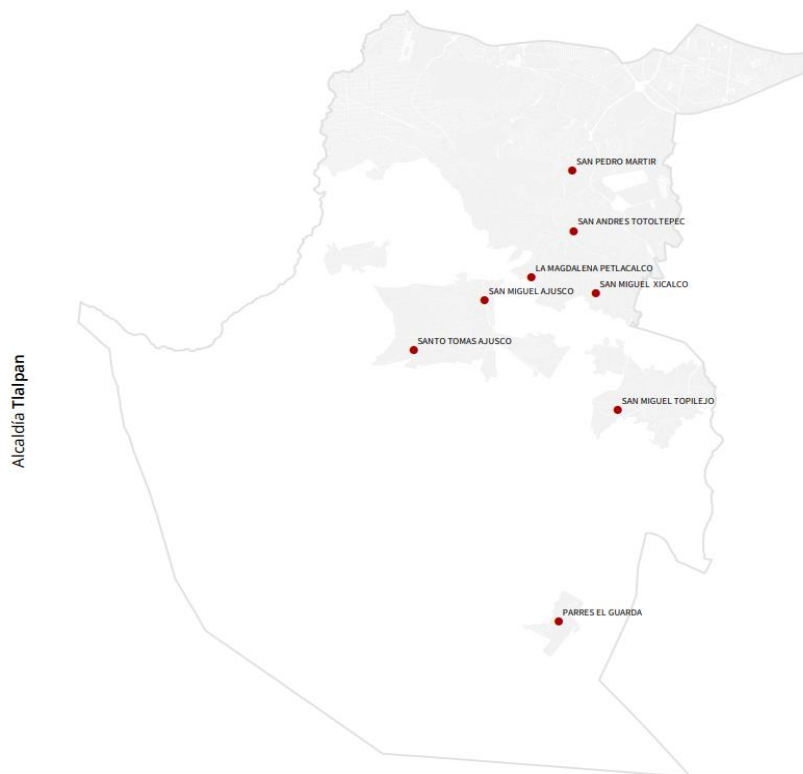 SAN PEDRO MARTIR
SAN ANDRES TOTOLTEPEC
LA MAGDALENA PETLACALCO
SAN MIGUEL XICALCO
SAN MIGUEL AJUSCO
SANTO TOMAS AJUSCO
Alcaldía Tlalpan
SAN MIGUEL TOPILEJO
PARRES EL GUARDA